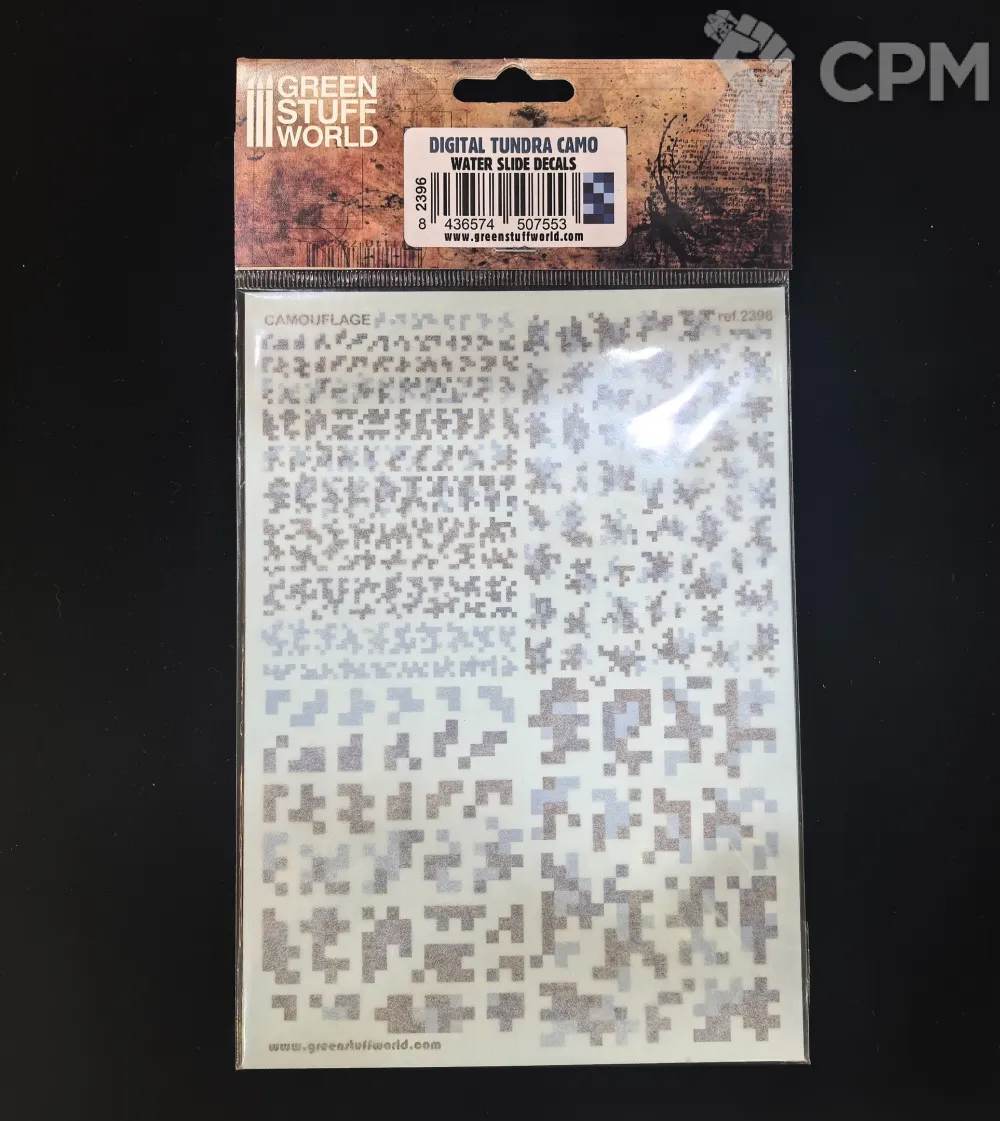 CPM
GREEN
STUFF
WORLD
DIGITAL TUNDRA CAMO
WATER SLIDE DECALS
2396
8 436574 507553
www.greenstuffworld.com
CAMOUFLAGE
ref.2396
www.greenstuffworld.com